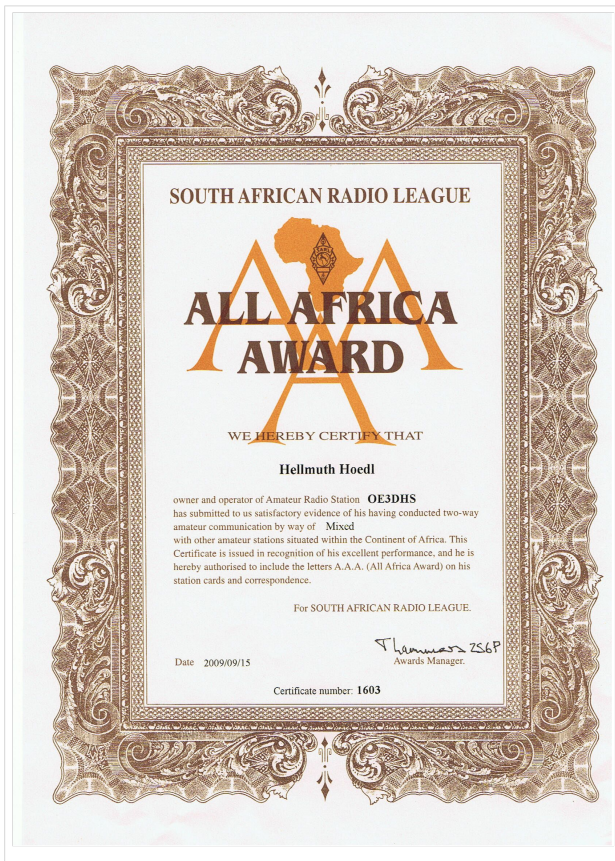 SOUTH AFRICAN RADIO LEAGUE
ALL AFRICA
AWARD
WE HEREBY CERTIFY THAT
Hellmuth Hoedl
owner and operator of Amateur Radio Station OE3DHS
has submitted to us satisfactory evidence of his having conducted two-way
amateur communication by way of Mixed
with other amateur stations situated within the Continent of Africa. This
Certificate is issued in recognition of his excellent performance, and he is
hereby authorised to include the letters A.A.A. (All Africa Award) on his
station cards and correspondence.
For SOUTH AFRICAN RADIO LEAGUE.
ZS6P
Date 2009/09/15 Awards Manager.
Certificate number: 1603